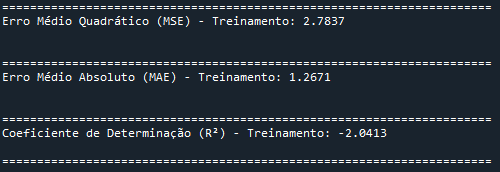 ======================================================================
Erro Médio Quadrático (MSE) - Treinamento: 2.7837
======================================================================
Erro Médio Absoluto (MAE) - Treinamento: 1.2671
======================================================================
Coeficiente de Determinação (R²) - Treinamento: -2.0413
======================================================================